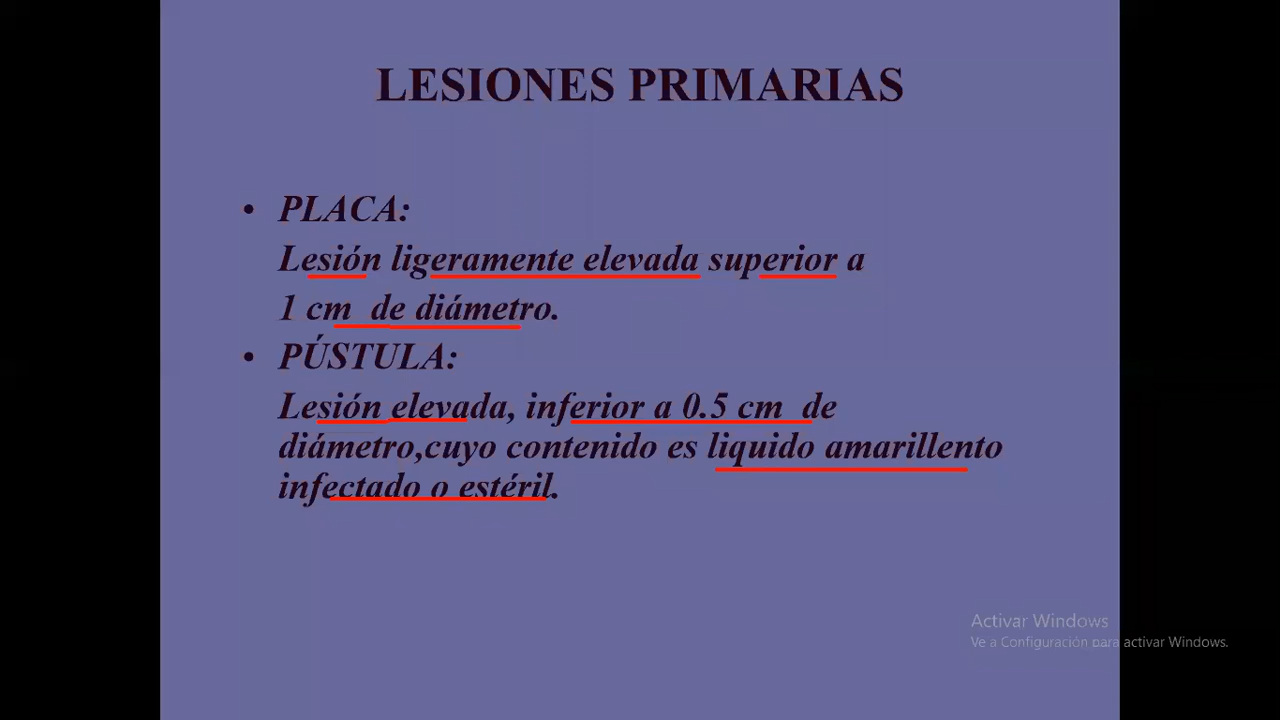 LESIONES PRIMARIAS
• PLACA:
Lesión ligeramente elevada superior a
1 cm de diámetro.
• PÚSTULA:
Lesión elevada, inferior a 0.5 cm de
diámetro,cuyo contenido es liquido amarillento
infectado o estéril.
Activar Windows
Ve a Configuración para activar Windows.